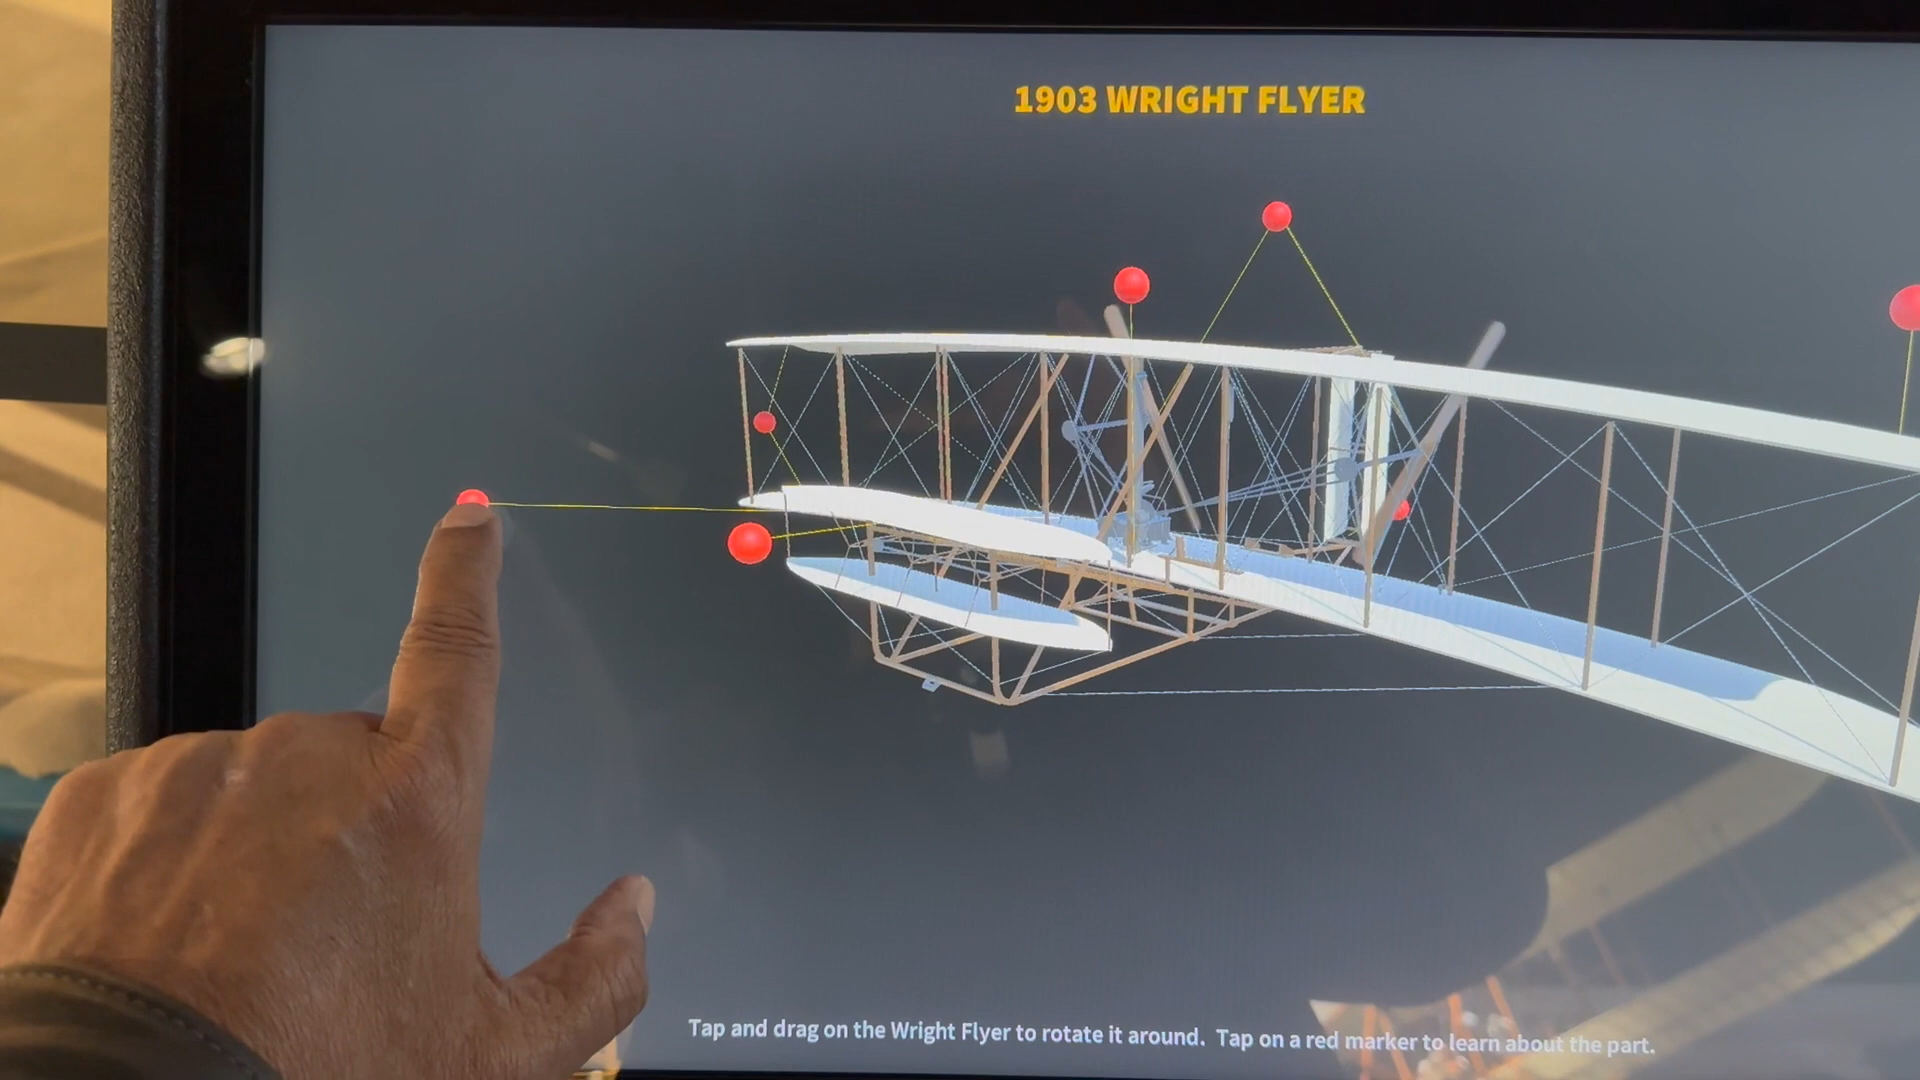 1903 WRIGHT FLYER
Tap and drag on the Wright Flyer to rotate it around. Tap on a red marker to learn about the part.